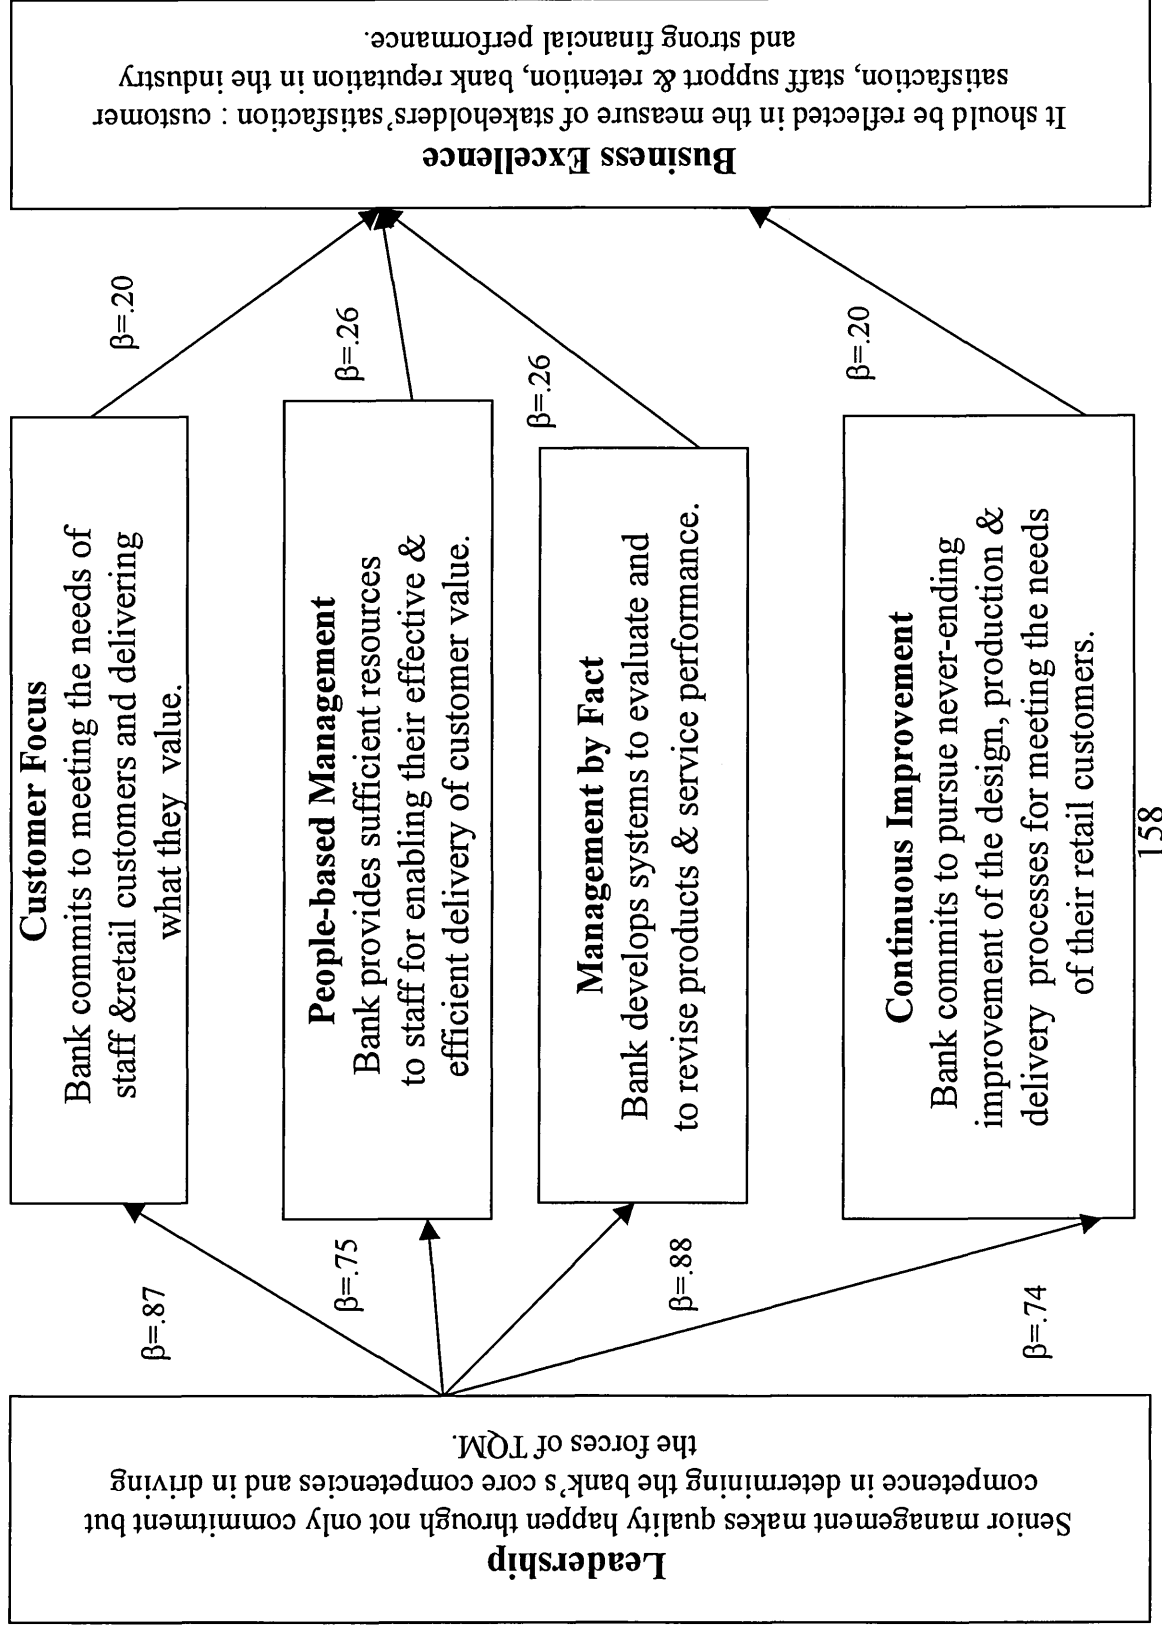 Leadership
Senior management makes quality happen through not only commitment but
competence in determining the bank's core competencies and in driving
the forces of TQM.
β=.87
β=.75
β=.88
β=.74
Customer Focus
Bank commits to meeting the needs of
staff &retail customers and delivering
what they value.
People-based Management
Bank provides sufficient resources
to staff for enabling their effective &
efficient delivery of customer value.
Management by Fact
Bank develops systems to evaluate and
to revise products & service performance.
Continuous Improvement
Bank commits to pursue never-ending
improvement of the design, production &
delivery processes for meeting the needs
of their retail customers.
β=.20
β=.26
β=.26
β=.20
Business Excellence
It should be reflected in the measure of stakeholders'satisfaction : customer
satisfaction, staff support & retention, bank reputation in the industry
and strong financial performance.
158